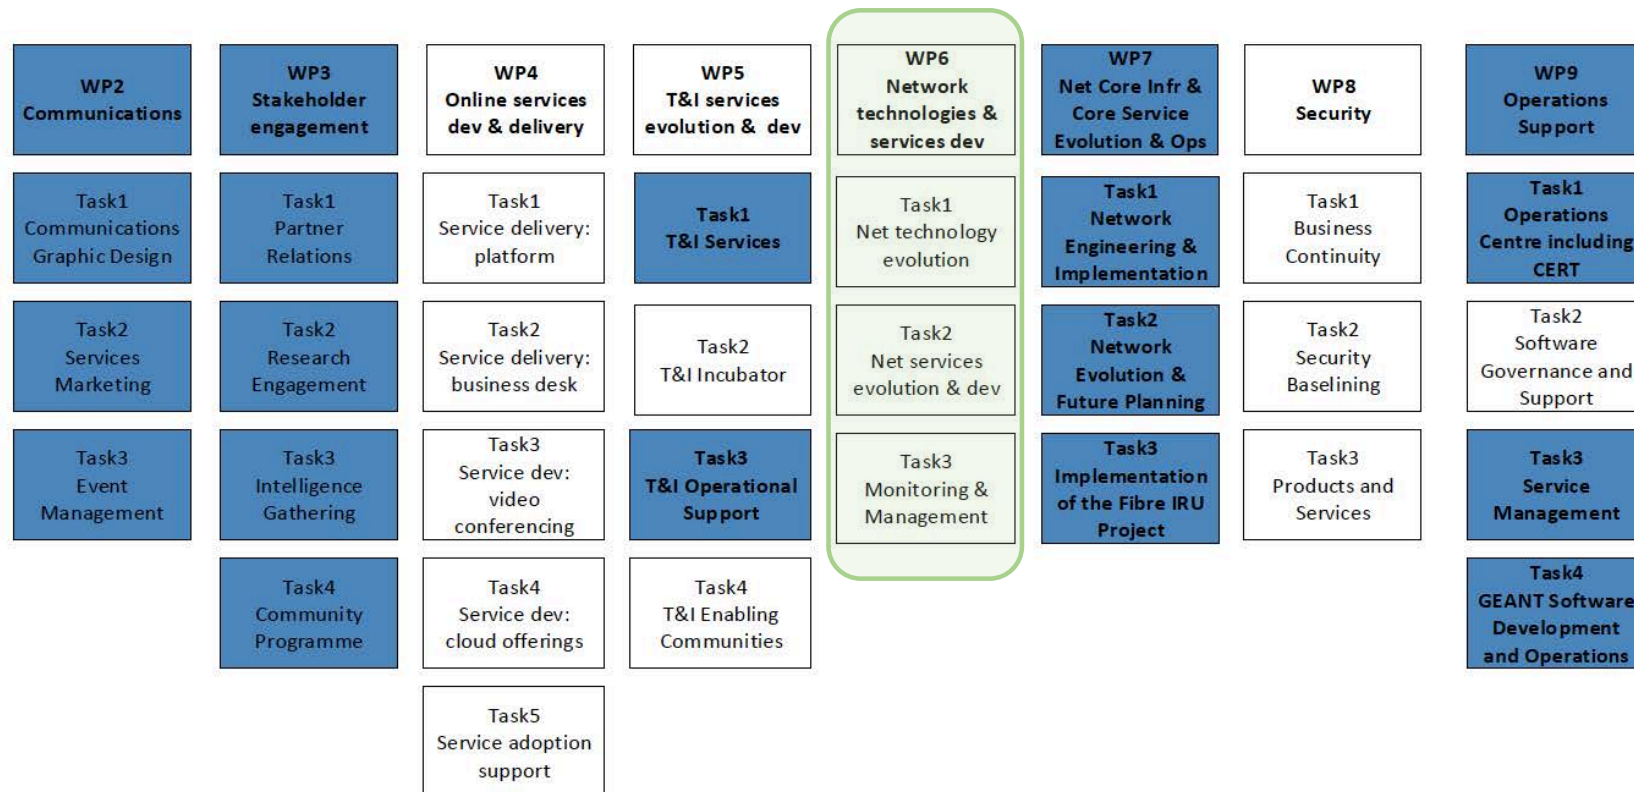 WP2
Communications
Task1
Communications
Graphic Design
Task2
Services
Marketing
Task3
Event
Management
WP3
Stakeholder
engagement
Task1
Partner
Relations
Task2
Research
Engagement
Task3
Intelligence
Gathering
Task4
Community
Programme
WP4
Online services
dev & delivery
Task1
Service delivery:
platform
Task2
Service delivery:
business desk
Task3
Service dev:
video
conferencing
Task4
Service dev:
cloud offerings
Task5
Service adoption
support
WP5
T&I services
evolution & dev
Task1
T&I Services
Task2
T&I Incubator
Task3
T&I Operational
Support
Task4
T&I Enabling
Communities
WP6
Network
technologies &
services dev
Task1
Net technology
evolution
Task2
Net services
evolution & dev
Task3
Monitoring &
Management
WP7
Net Core Infr &
Core Service
Evolution & Ops
Task1
Network
Engineering &
Implementation
Task2
Network
Evolution &
Future Planning
Task3
Implementation
of the Fibre IRU
Project
WP8
Security
Task1
Business
Continuity
Task2
Security
Baselining
Task3
Products and
Services
WP9
Operations
Support
Task1
Operations
Centre including
CERT
Task2
Software
Governance and
Support
Task3
Service
Management
Task4
GEANT Software
Development
and Operations